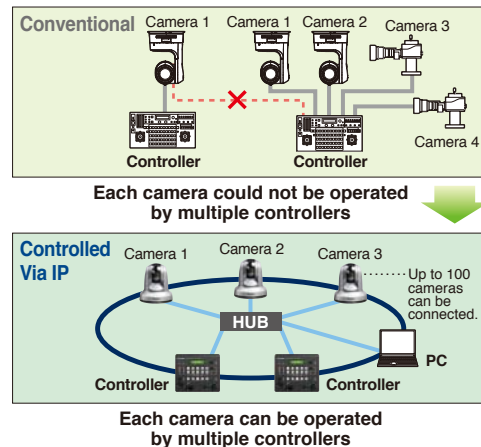 Conventional
Camera 1
Camera 1
Camera 2
Camera 3
Camera 4
Controller
Controller
Each camera could not be operated
by multiple controllers
Controlled
Via IP
Camera 1
Camera 2
Camera 3
Up to 100
cameras
can be
connected.
HUB
PC
Controller
Controller
Each camera can be operated
by multiple controllers